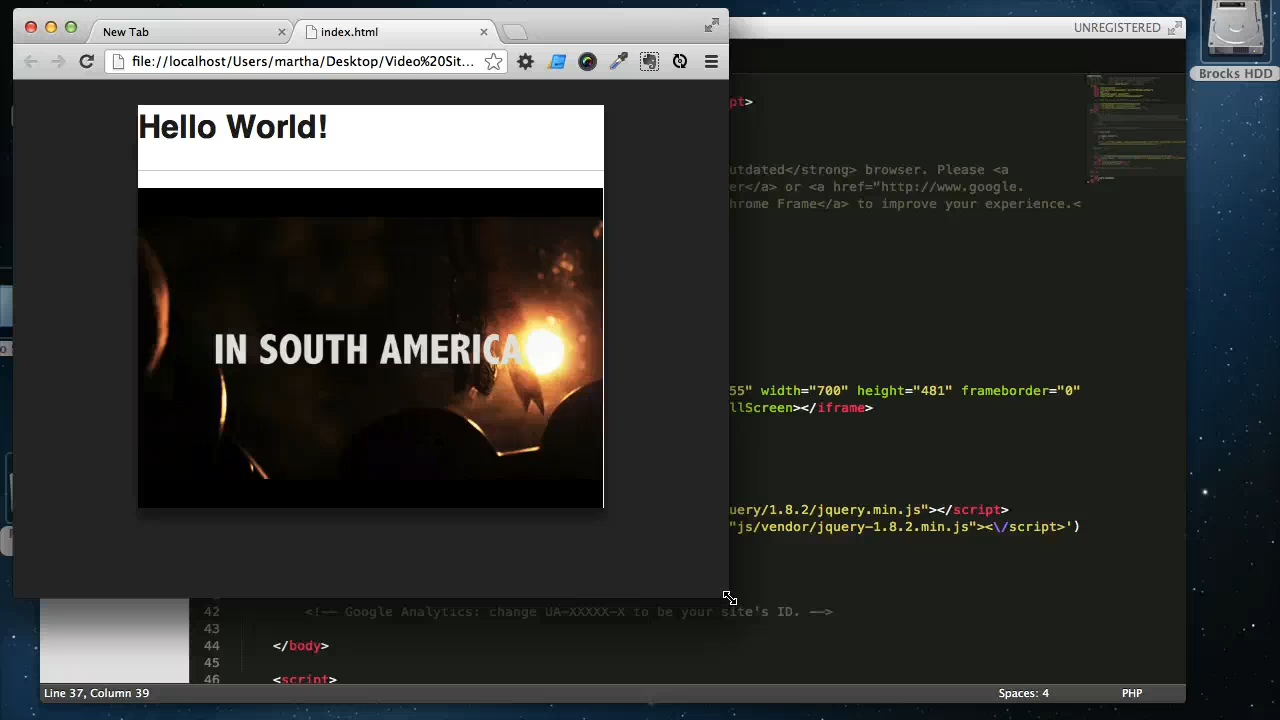 New Tab
index.html
UNREGISTERED
file://localhost/Users/martha/Desktop/Video%20Sit...
Brocks HDD
pt>
Hello World!
utdated</strong> browser. Please <a
er</a> or <a href="http://www.google.
hrome Frame</a> to improve your experience.<
IN SOUTH AMERICA
55" width="700" height="481" frameborder="0"
llScreen></iframe>
uery/1.8.2/jquery.min.js"></script>
"js/vendor/jquery-1.8.2.min.js"><\/script>')
42 <!-- Google Analytics: change UA-XXXXX-X to be your site's ID. -->
43
44 </body>
45
46 <script>
Line 37, Column 39
Spaces: 4
PHP